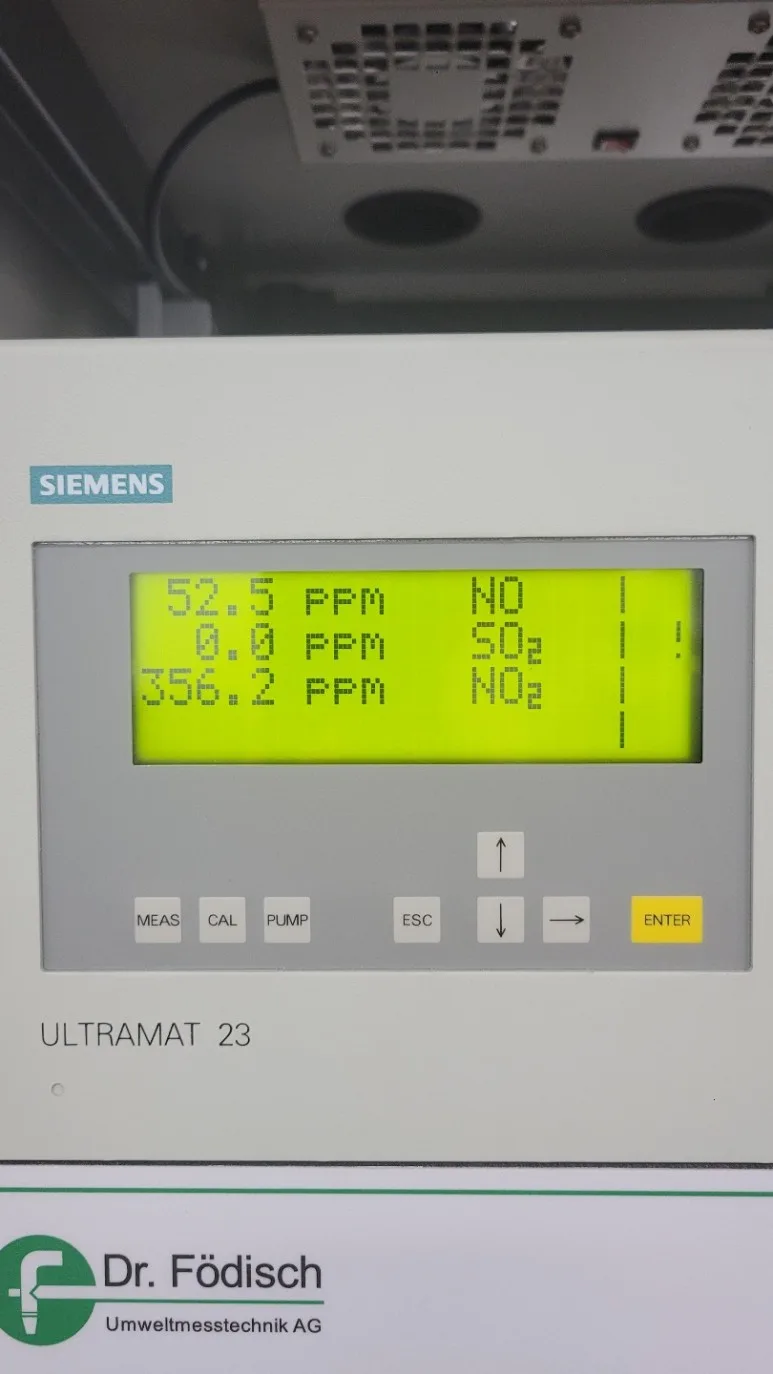 SIEMENS
52.5 ppm NO |
0.0 ppm SO₂ | !
356.2 ppm NO₂ |
|
↑
MEAS CAL PUMP ESC ↓ → ENTER
ULTRAMAT 23
Dr. Födisch
Umweltmesstechnik AG